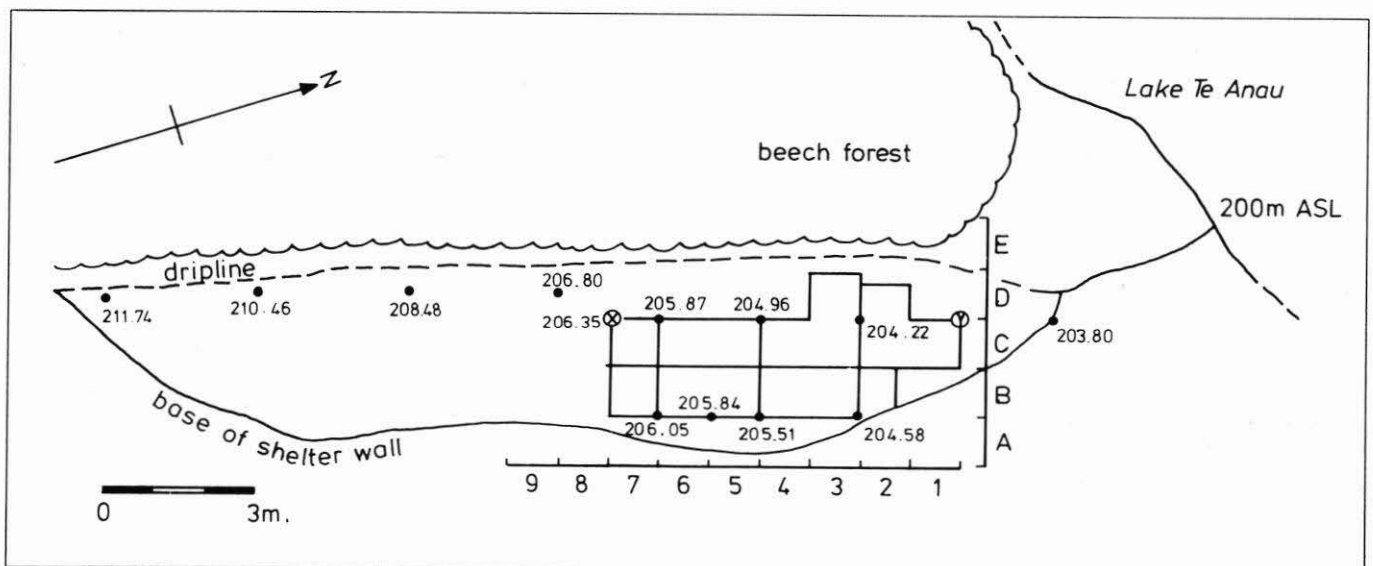 N
Lake Te Anau
beech forest
200m ASL
E
dripline
206.80
D
211.74
210.46
208.48
206.35
X
205.87
204.96
204.22
Y
203.80
C
B
205.84
base of shelter wall
206.05
205.51
204.58
A
9 8 7 6 5 4 3 2 1
0 3m.